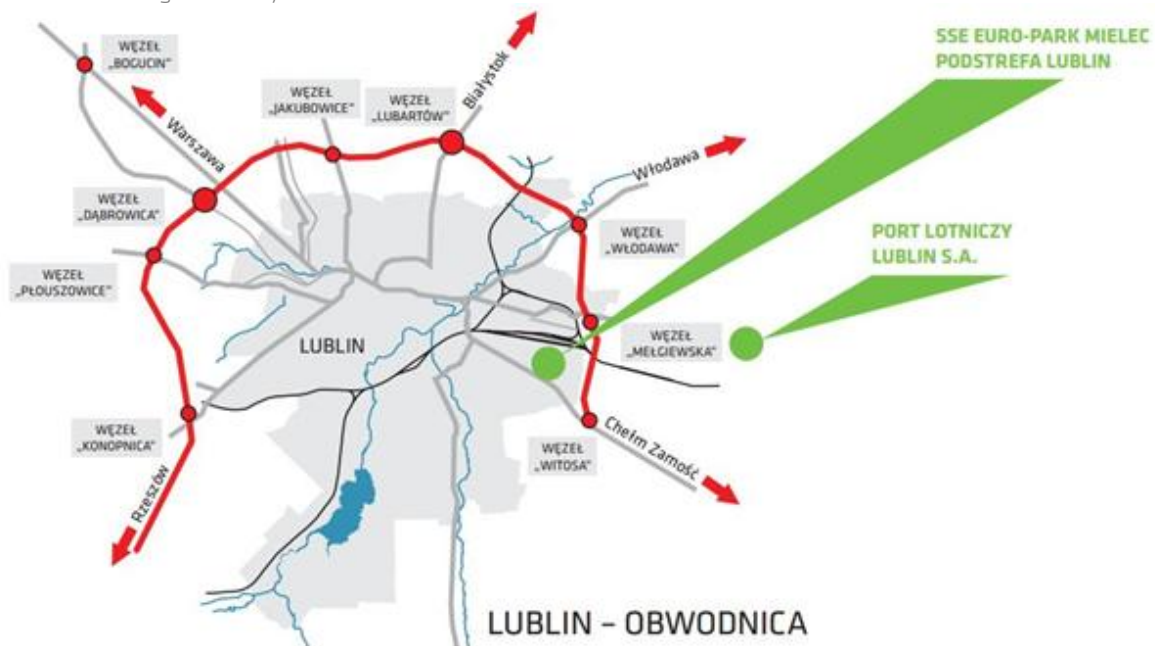 SSE EURO-PARK MIELEC
PODSTREFA LUBLIN
WĘZEŁ
„BOGUCIN"
Białystok
WĘZEŁ
„JAKUBOWICE"
WĘZEŁ
„LUBARTÓW"
Warszawa
Włodawa
WĘZEŁ
„DĄBROWICA"
WĘZEŁ
„WŁODAWA"
PORT LOTNICZY
LUBLIN S.A.
WĘZEŁ
„PŁOUSZOWICE"
LUBLIN
WĘZEŁ
„MEŁGIEWSKA"
WĘZEŁ
„KONOPNICA"
Chełm Zamość
WĘZEŁ
„WITOSA"
Rzeszów
LUBLIN – OBWODNICA